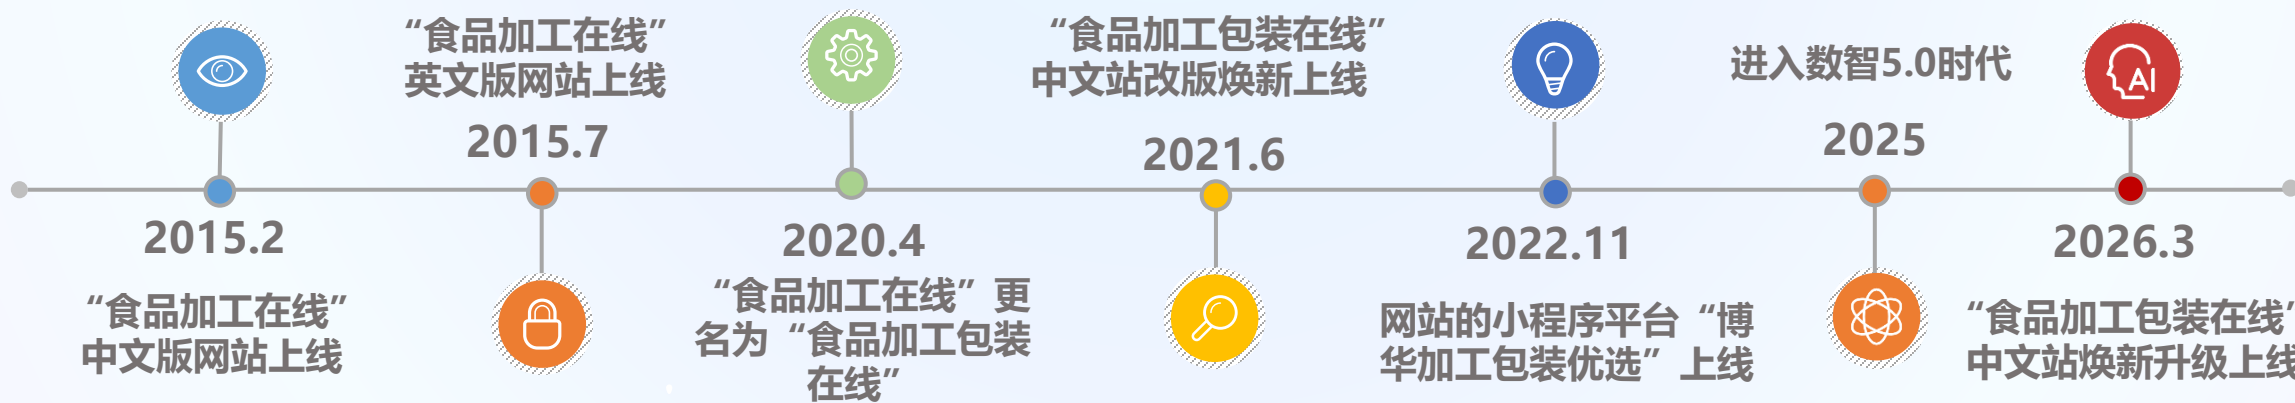 “食品加工在线”
英文版网站上线
2015.7
“食品加工包装在线”
中文站改版焕新上线
2021.6
进入数智5.0时代
2025
AI
2015.2
“食品加工在线”
中文版网站上线
2020.4
“食品加工在线”更
名为“食品加工包装
在线”
2022.11
网站的小程序平台“博
华加工包装优选”上线
2026.3
“食品加工包装在线”
中文站焕新升级上线